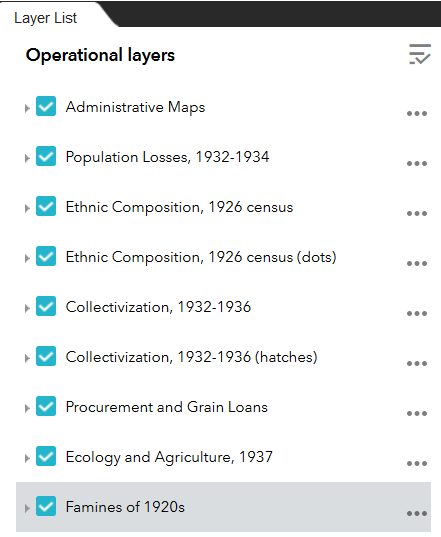 Layer List
Operational layers
Administrative Maps
Population Losses, 1932-1934
Ethnic Composition, 1926 census
Ethnic Composition, 1926 census (dots)
Collectivization, 1932-1936
Collectivization, 1932-1936 (hatches)
Procurement and Grain Loans
Ecology and Agriculture, 1937
Famines of 1920s